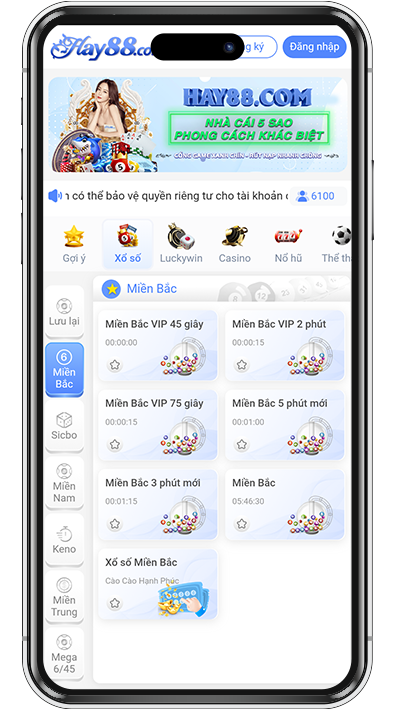 Hay88.co
g ký
Đăng nhập
HAY88.COM
NHÀ CÁI 5 SAO
PHONG CÁCH KHÁC BIỆT
CỔNG GAME XANH CHÍN - RÚT NẠP NHANH CHÓNG
n có thể bảo vệ quyền riêng tư cho tài khoản c
6100
Gợi ý
Xổ số
Luckywin
Casino
Nổ hũ
Thể tha
Lưu lại
6
Miền
Bắc
Sicbo
Miền
Nam
Keno
Miền
Trung
Mega
6/45
Miền Bắc
12
Miền Bắc VIP 45 giây
00:00:00
Miền Bắc VIP 2 phút
00:00:15
Miền Bắc VIP 75 giây
00:00:15
Miền Bắc 5 phút mới
00:01:00
Miền Bắc 3 phút mới
00:01:15
Miền Bắc
05:46:30
Xổ số Miền Bắc
Cào Cào Hạnh Phúc